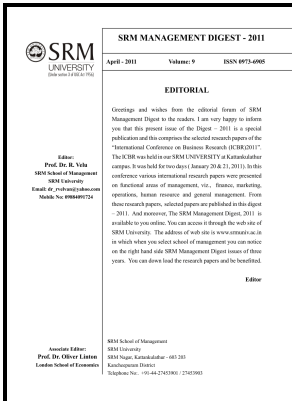 SRM
UNIVERSITY
(Under section 3 of UGC Act 1956)
SRM MANAGEMENT DIGEST - 2011
April - 2011 Volume: 9 ISSN 0973-6905
EDITORIAL
Greetings and wishes from the editorial forum of SRM
Management Digest to the readers. I am very happy to inform
you that this present issue of the Digest – 2011 is a special
publication and this comprises the selected research papers of the
“International Conference on Business Research (ICBR)2011”.
The ICBR was held in our SRM UNIVERSITY at Kattankulathur
campus. It was held for two days ( January 20 & 21, 2011). In this
conference various international research papers were presented
on functional areas of management, viz., finance, marketing,
operations, human resource and general management. From
these research papers, selected papers are published in this digest
– 2011. And moreover, The SRM Management Digest, 2011 is
available to you online. You can access it through the web site of
SRM University. The address of web site is www.srmuniv.ac.in
in which when you select school of management you can notice
on the right hand side SRM Management Digest issues of three
years. You can down load the research papers and be benefitted.
Editor
Editor:
Prof. Dr. R. Velu
SRM School of Management
SRM University
Email: dr_rvelvan@yahoo.com
Mobile No: 09884091724
Associate Editor:
Prof. Dr. Oliver Linton
London School of Economics
SRM School of Management
SRM University
SRM Nagar, Kattankulathur - 603 203
Kancheepuram District
Telephone No.: +91-44-27453901 / 27453903